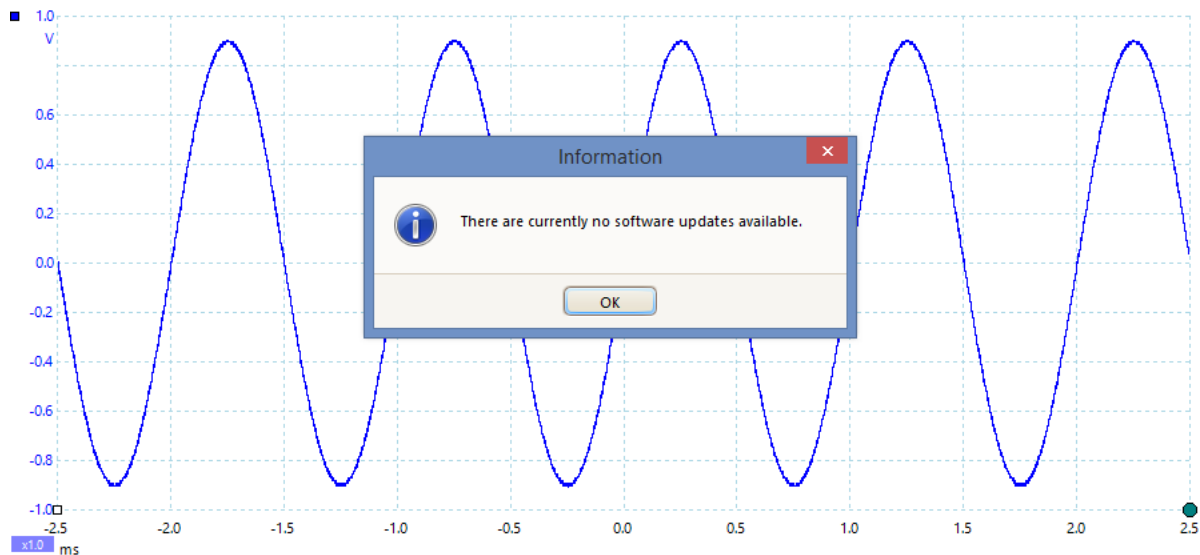 1.0
V
0.6
0.4
0.2
0.0
-0.2
-0.4
-0.6
-0.8
-1.0
Information
There are currently no software updates available.
OK
-2.5 -2.0 -1.5 -1.0 -0.5 0.0 0.5 1.0 1.5 2.0 2.5
x1.0 ms